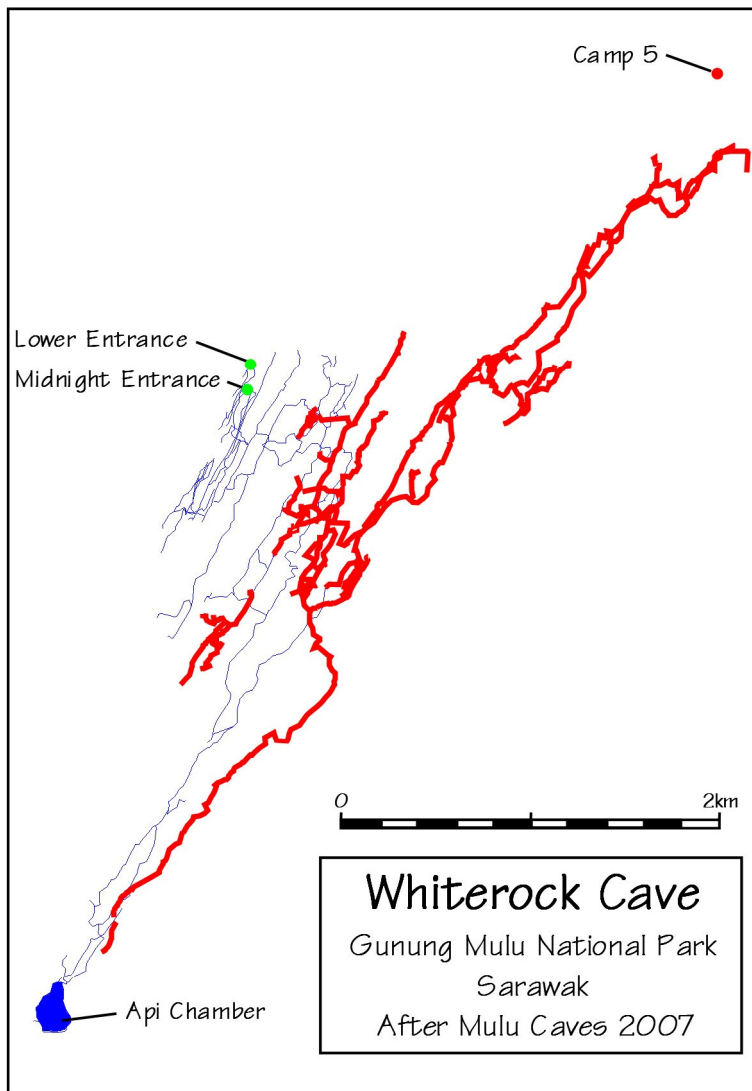 Camp 5
Lower Entrance
Midnight Entrance
0
2km
Whiterock Cave
Gunung Mulu National Park
Sarawak
After Mulu Caves 2007
Api Chamber